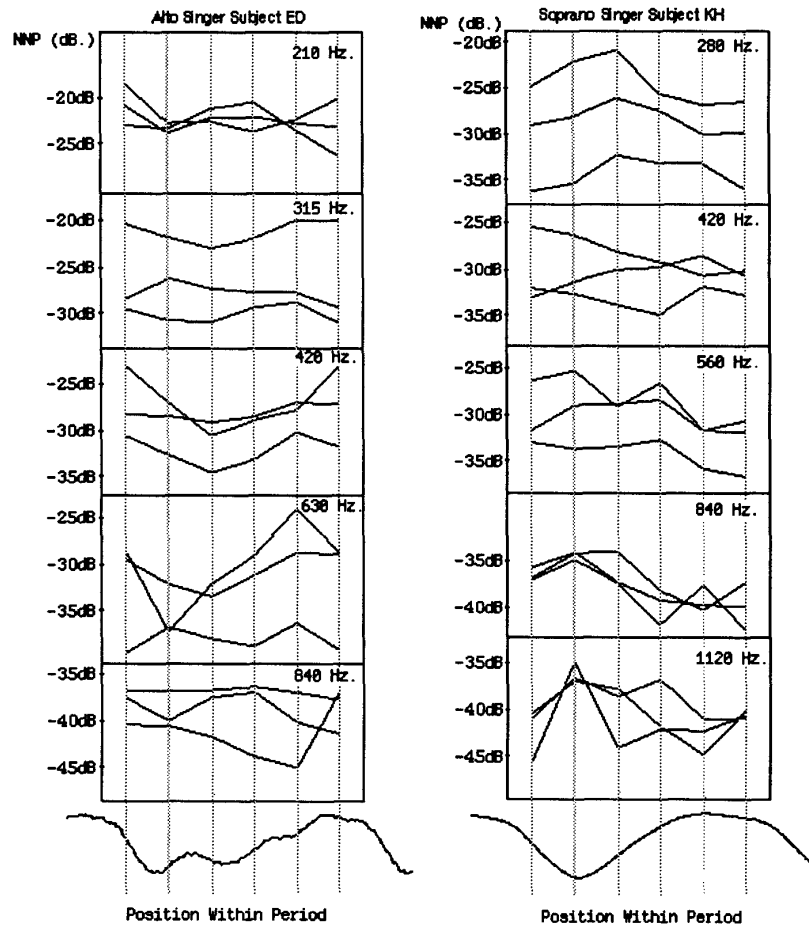 Alto Singer Subject ED
NNP (dB.)
210 Hz.
-20dB
-25dB
315 Hz.
-20dB
-25dB
-30dB
420 Hz.
-25dB
-30dB
-35dB
630 Hz.
-25dB
-30dB
-35dB
840 Hz.
-35dB
-40dB
-45dB
Position Within Period
Soprano Singer Subject KH
NNP (dB.)
280 Hz.
-20dB
-25dB
-30dB
-35dB
420 Hz.
-25dB
-30dB
-35dB
560 Hz.
-25dB
-30dB
-35dB
840 Hz.
-35dB
-40dB
1120 Hz.
-35dB
-40dB
-45dB
Position Within Period